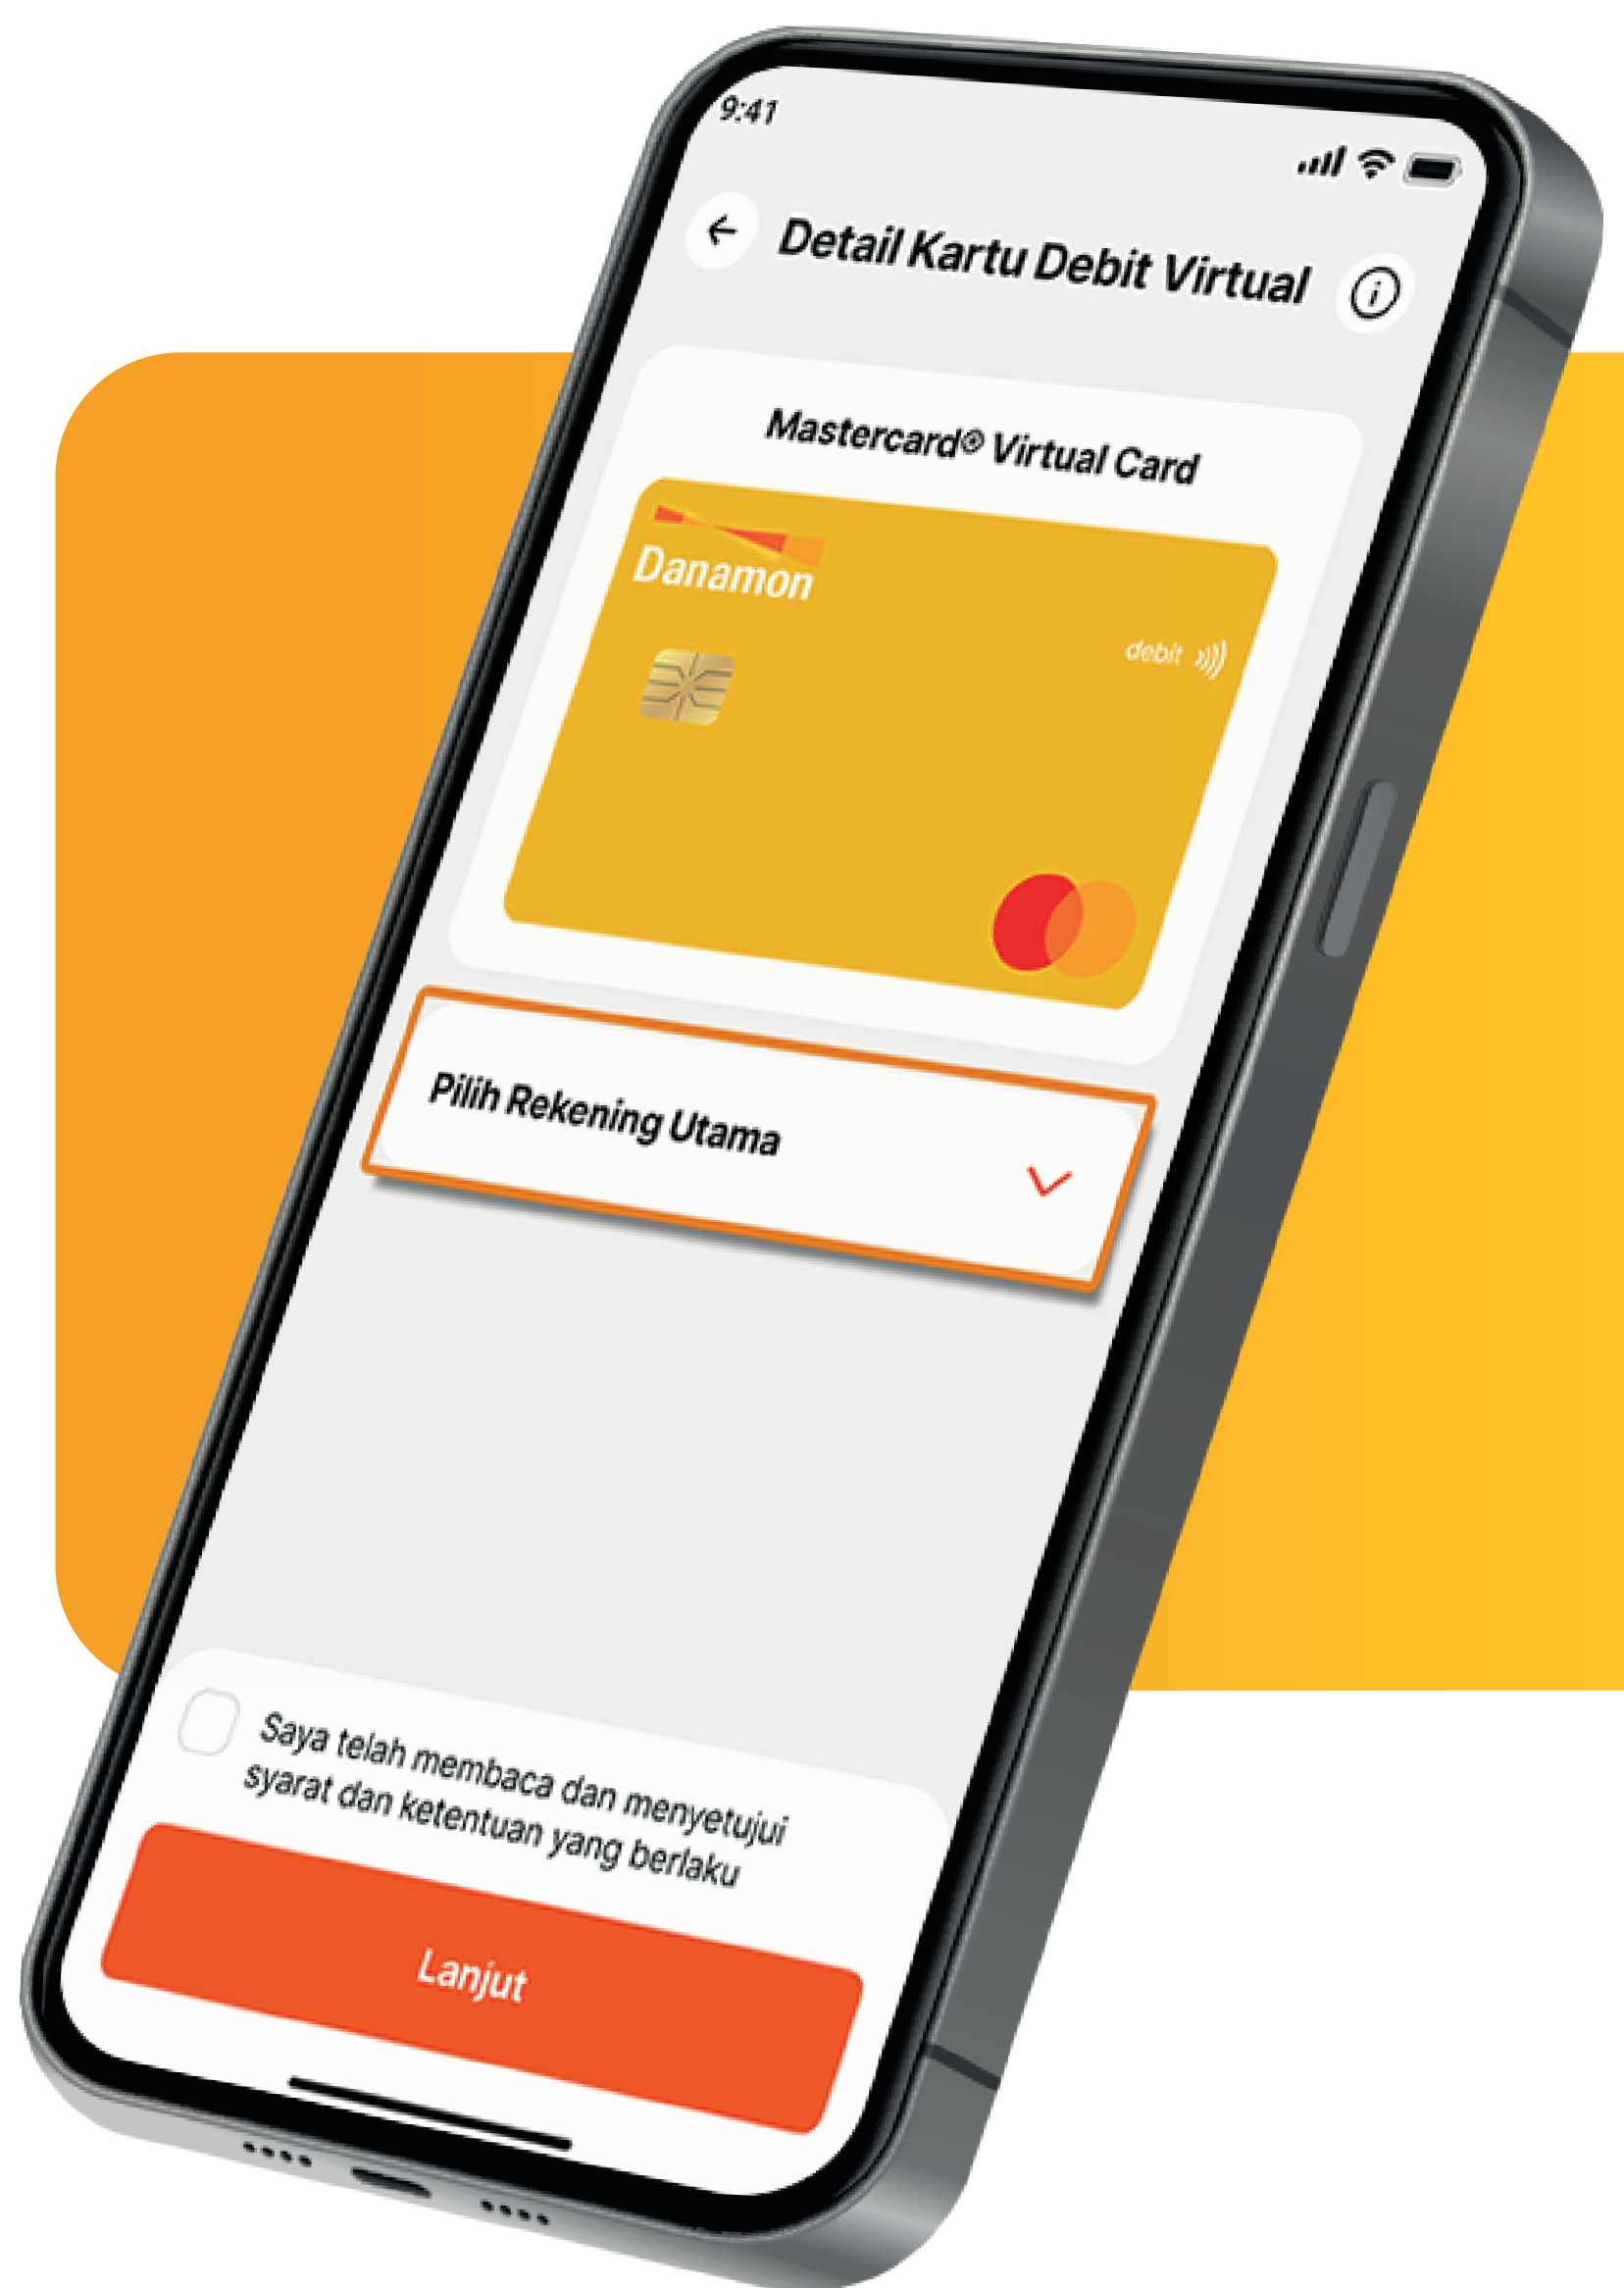 9:41
Detail Kartu Debit Virtual
Mastercard® Virtual Card
Danamon
debit
Pilih Rekening Utama
Saya telah membaca dan menyetujui
syarat dan ketentuan yang berlaku
Lanjut